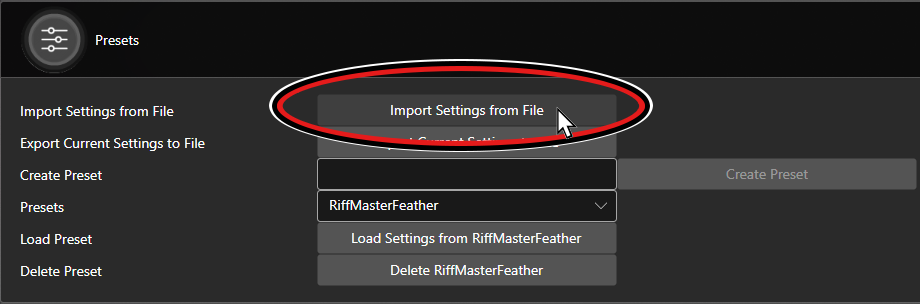 Presets
Import Settings from File Import Settings from File
Export Current Settings to File Current
Create Preset Create Preset
Presets RiffMasterFeather
Load Preset Load Settings from RiffMasterFeather
Delete Preset Delete RiffMasterFeather